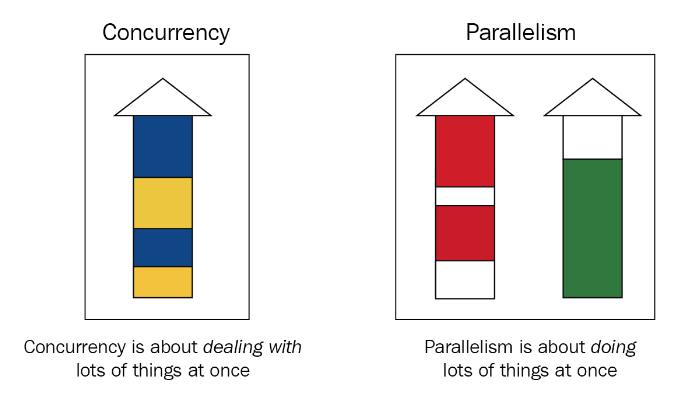 Concurrency
Parallelism
Concurrency is about dealing with
lots of things at once
Parallelism is about doing
lots of things at once